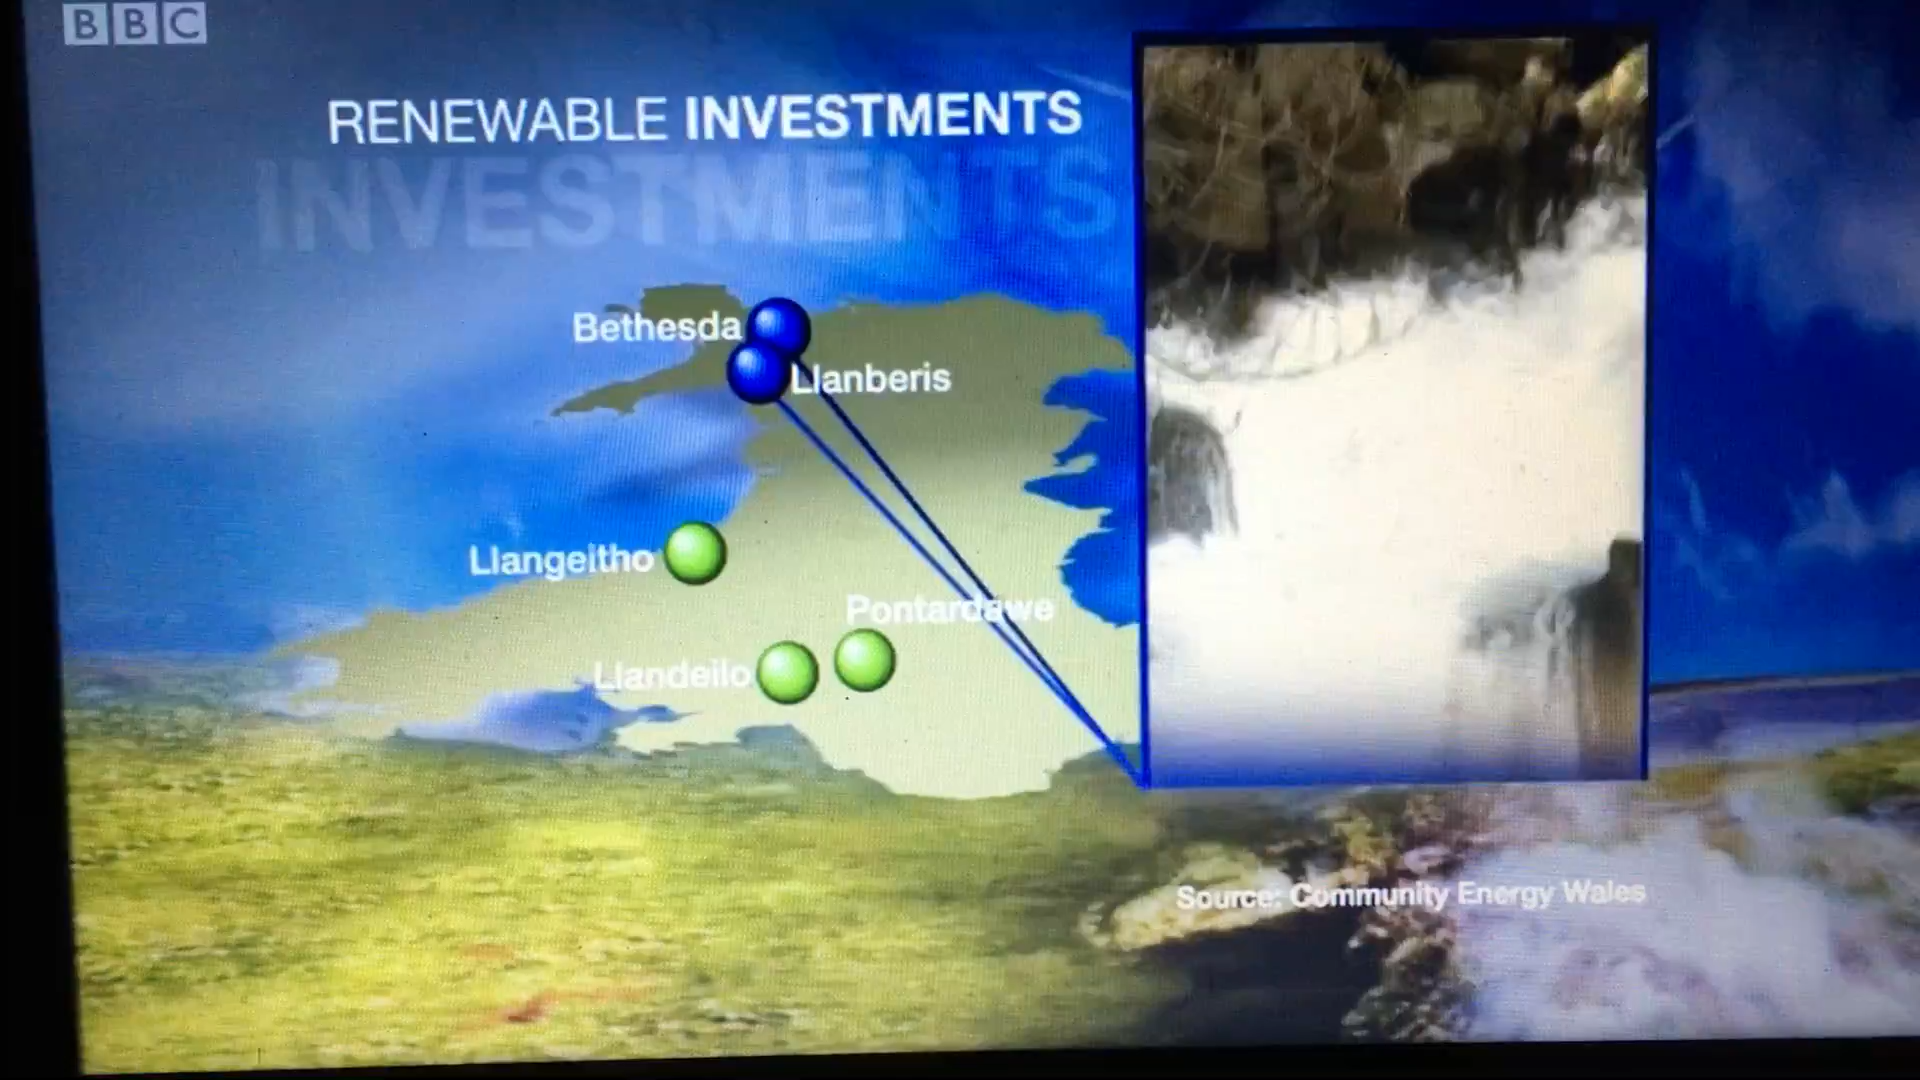 BBC
RENEWABLE INVESTMENTS
INVESTMENTS
Bethesda
Llanberis
Llangeitho
Pontardawe
Llandeilo
Source: Community Energy Wales